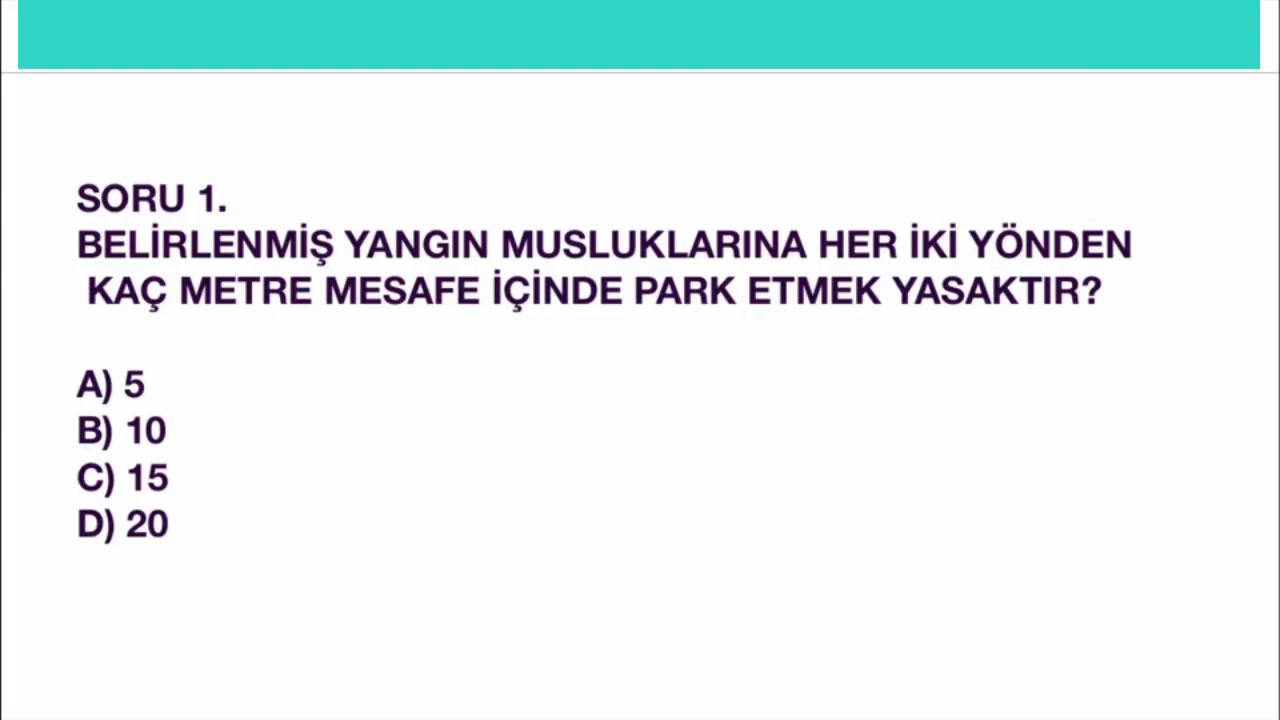 SORU 1.
BELİRLENMİŞ YANGIN MUSLUKLARINA HER İKİ YÖNDEN
KAÇ METRE MESAFE İÇİNDE PARK ETMEK YASAKTIR?
A) 5
B) 10
C) 15
D) 20